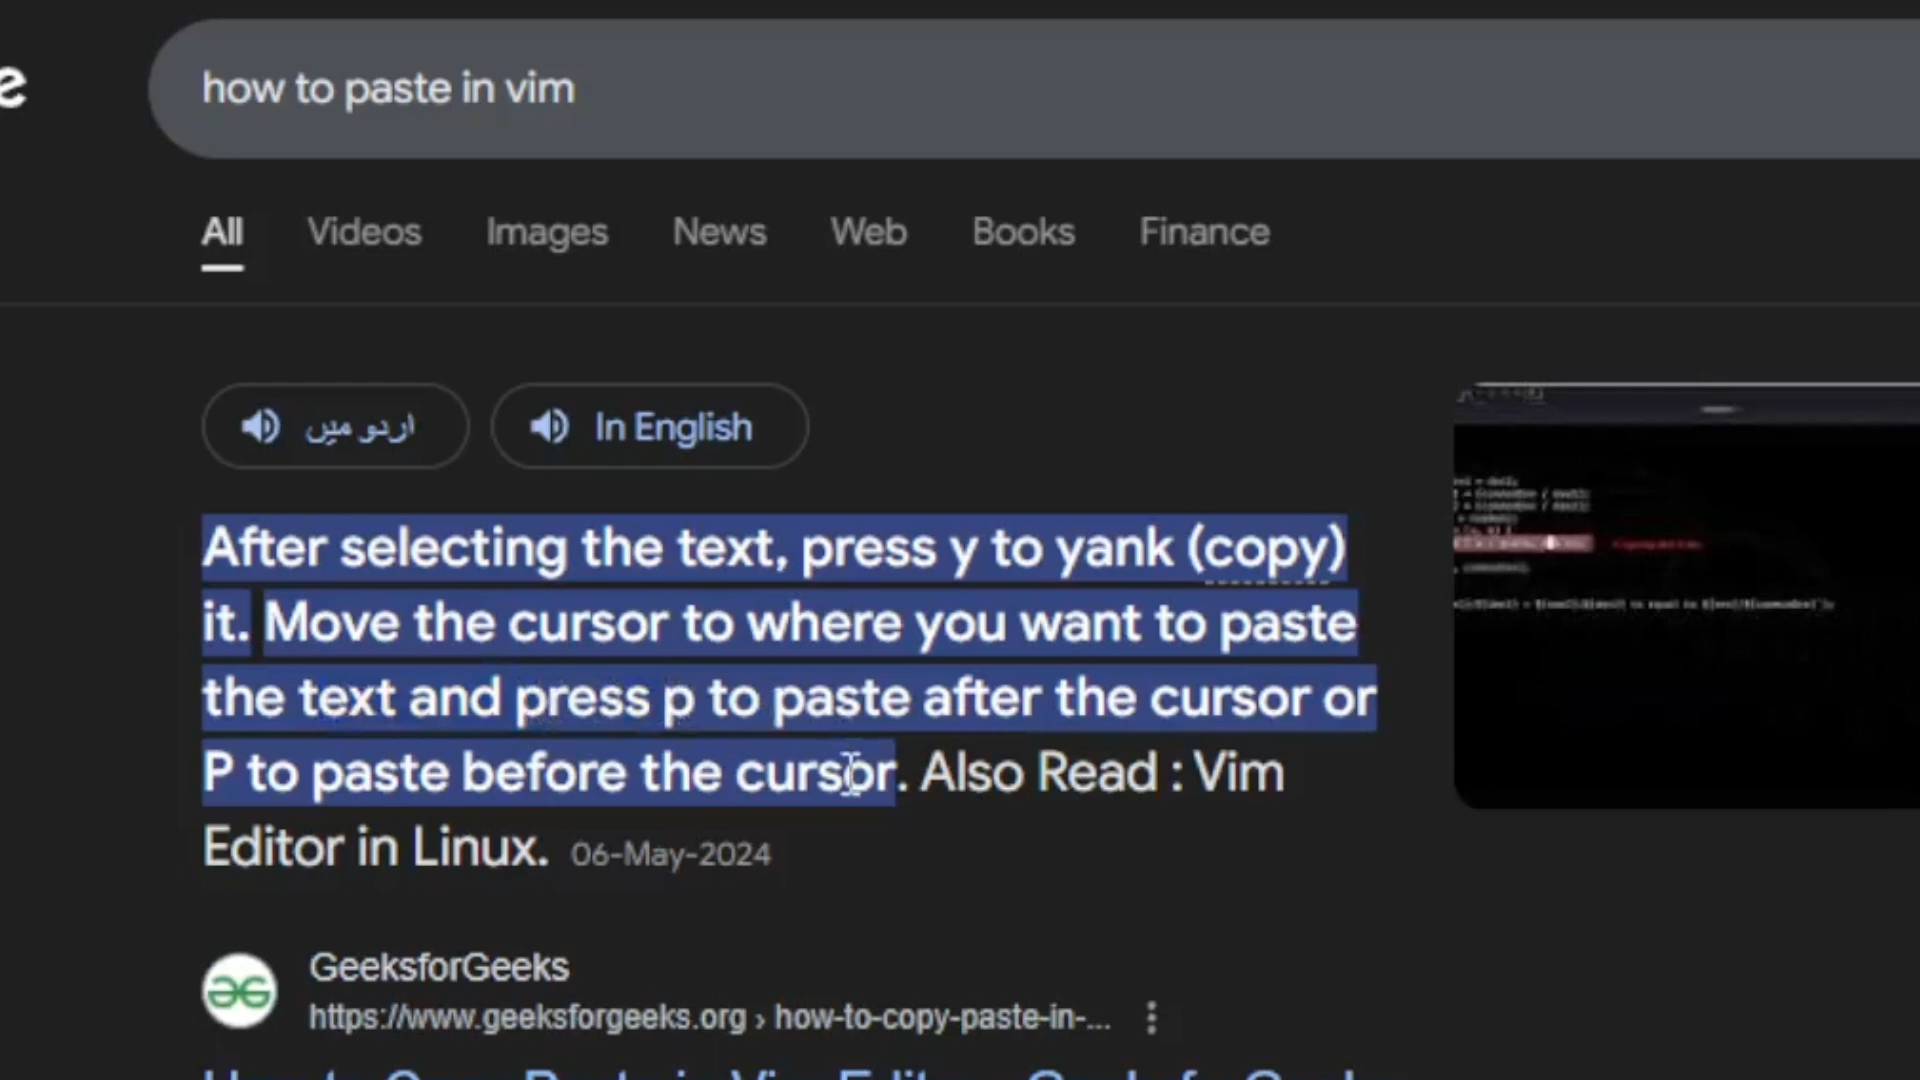 e
how to paste in vim
All Videos Images News Web Books Finance
اردو میں In English
After selecting the text, press y to yank (copy)
it. Move the cursor to where you want to paste
the text and press p to paste after the cursor or
P to paste before the cursor. Also Read : Vim
Editor in Linux. 06-May-2024
GeeksforGeeks
https://www.geeksforgeeks.org › how-to-copy-paste-in-...